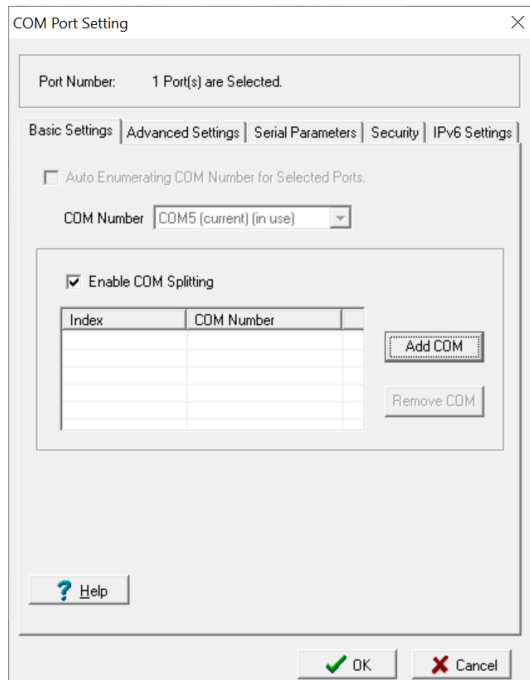 COM Port Setting
Port Number: 1 Port(s) are Selected.
Basic Settings Advanced Settings Serial Parameters Security IPv6 Settings
Auto Enumerating COM Number for Selected Ports.
COM Number COM5 (current) (in use)
Enable COM Splitting
Index COM Number
Add COM
Remove COM
? Help
OK Cancel